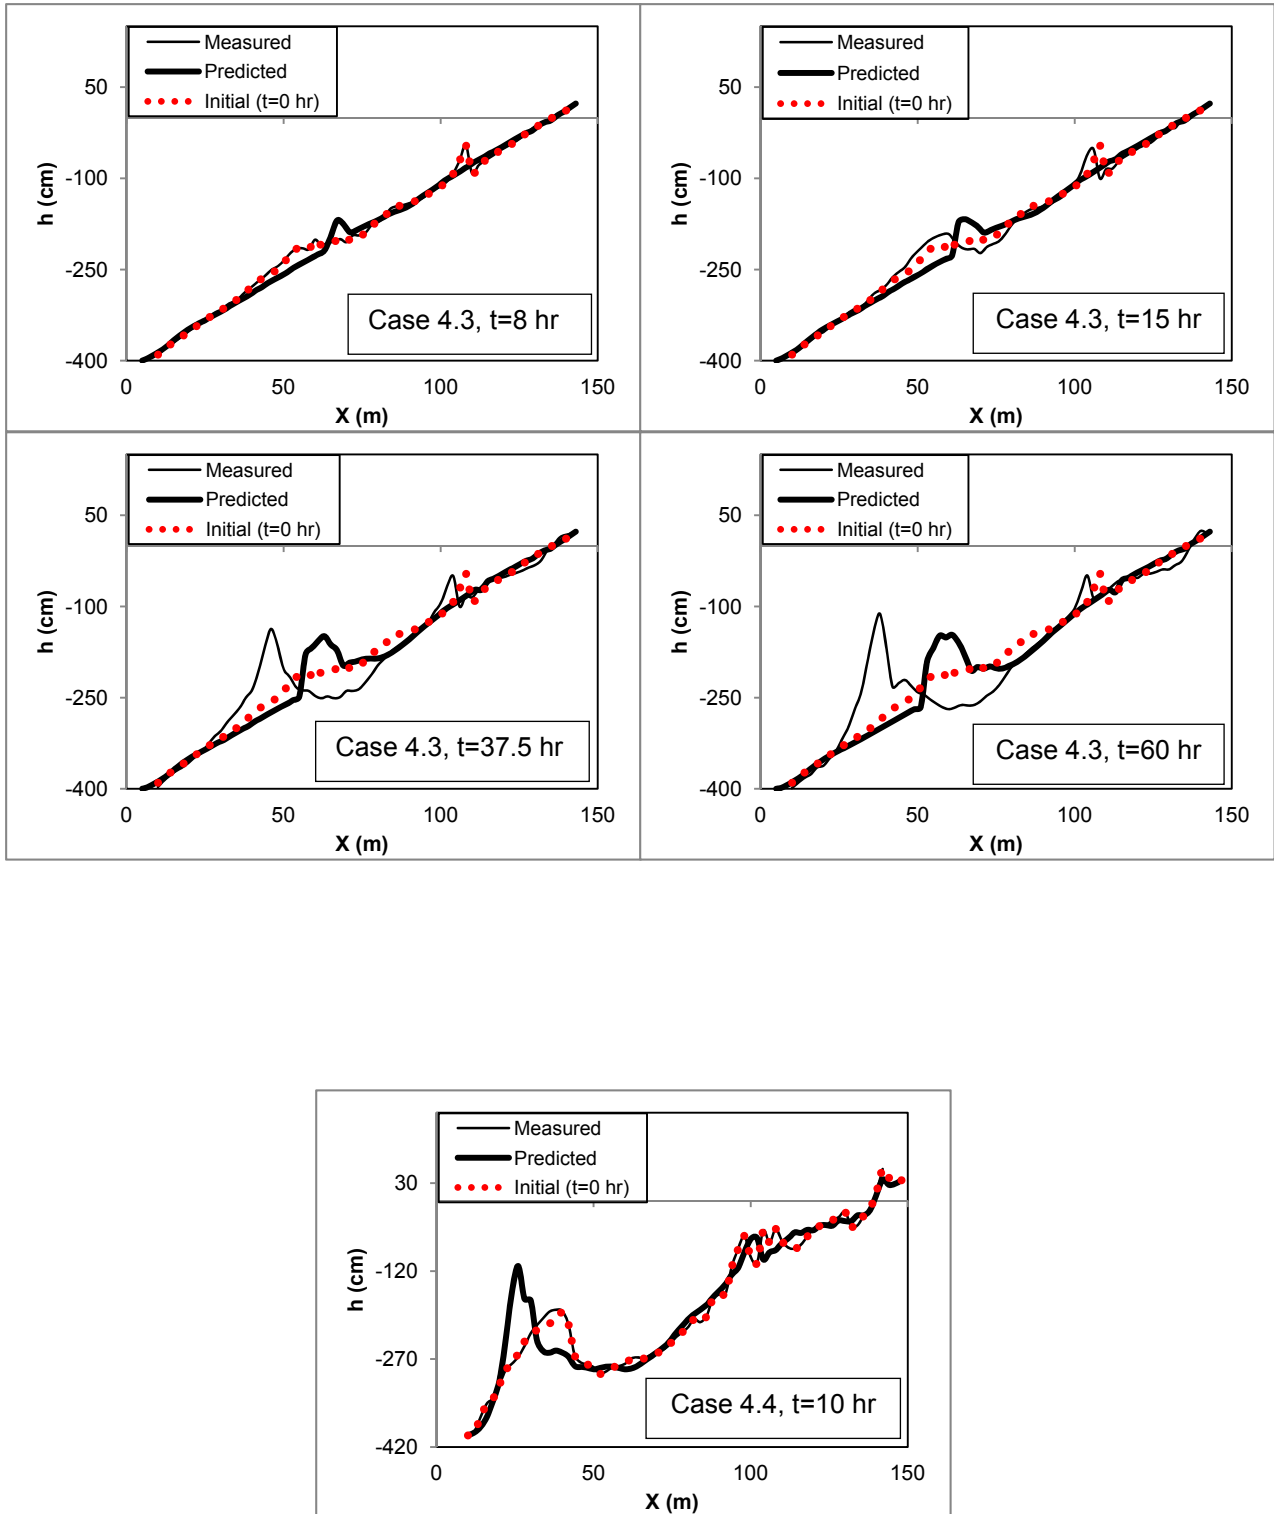 Measured
Predicted
Initial (t=0 hr)
50
-100
-250
-400
h (cm)
0
50
100
150
X (m)
Case 4.3, t=8 hr
Measured
Predicted
Initial (t=0 hr)
50
-100
-250
-400
h (cm)
0
50
100
150
X (m)
Case 4.3, t=15 hr
Measured
Predicted
Initial (t=0 hr)
50
-100
-250
-400
h (cm)
0
50
100
150
X (m)
Case 4.3, t=37.5 hr
Measured
Predicted
Initial (t=0 hr)
50
-100
-250
-400
h (cm)
0
50
100
150
X (m)
Case 4.3, t=60 hr
Measured
Predicted
Initial (t=0 hr)
30
-120
-270
-420
h (cm)
0
50
100
150
X (m)
Case 4.4, t=10 hr